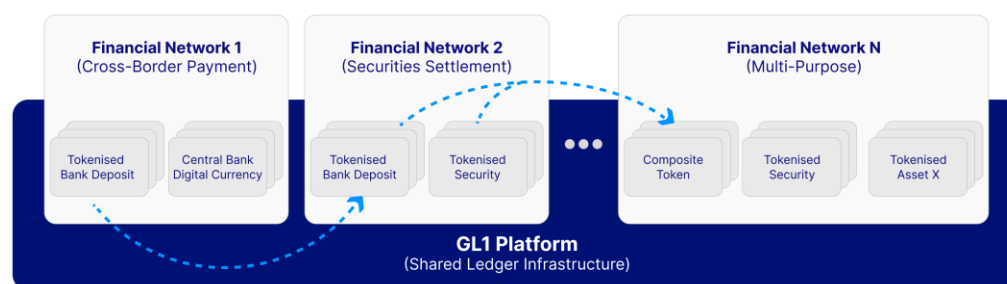 Financial Network 1
(Cross-Border Payment)
Tokenised
Bank Deposit
Central Bank
Digital Currency
Financial Network 2
(Securities Settlement)
Tokenised
Bank Deposit
Tokenised
Security
Financial Network N
(Multi-Purpose)
Composite
Token
Tokenised
Security
Tokenised
Asset X
GL1 Platform
(Shared Ledger Infrastructure)